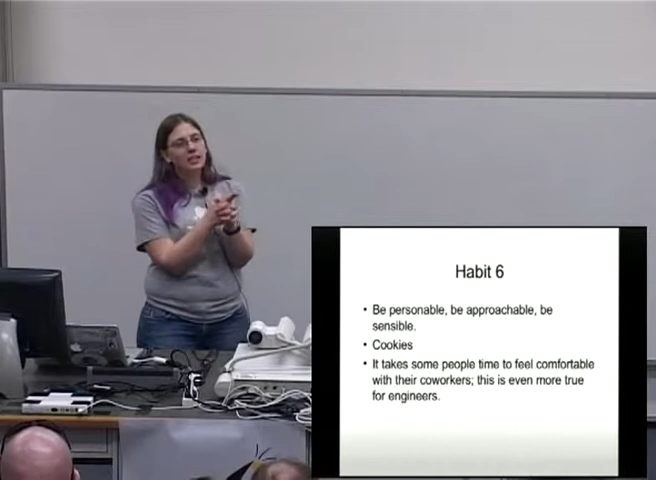 Habit 6
• Be personable, be approachable, be
sensible.
• Cookies
• It takes some people time to feel comfortable
with their coworkers; this is even more true
for engineers.